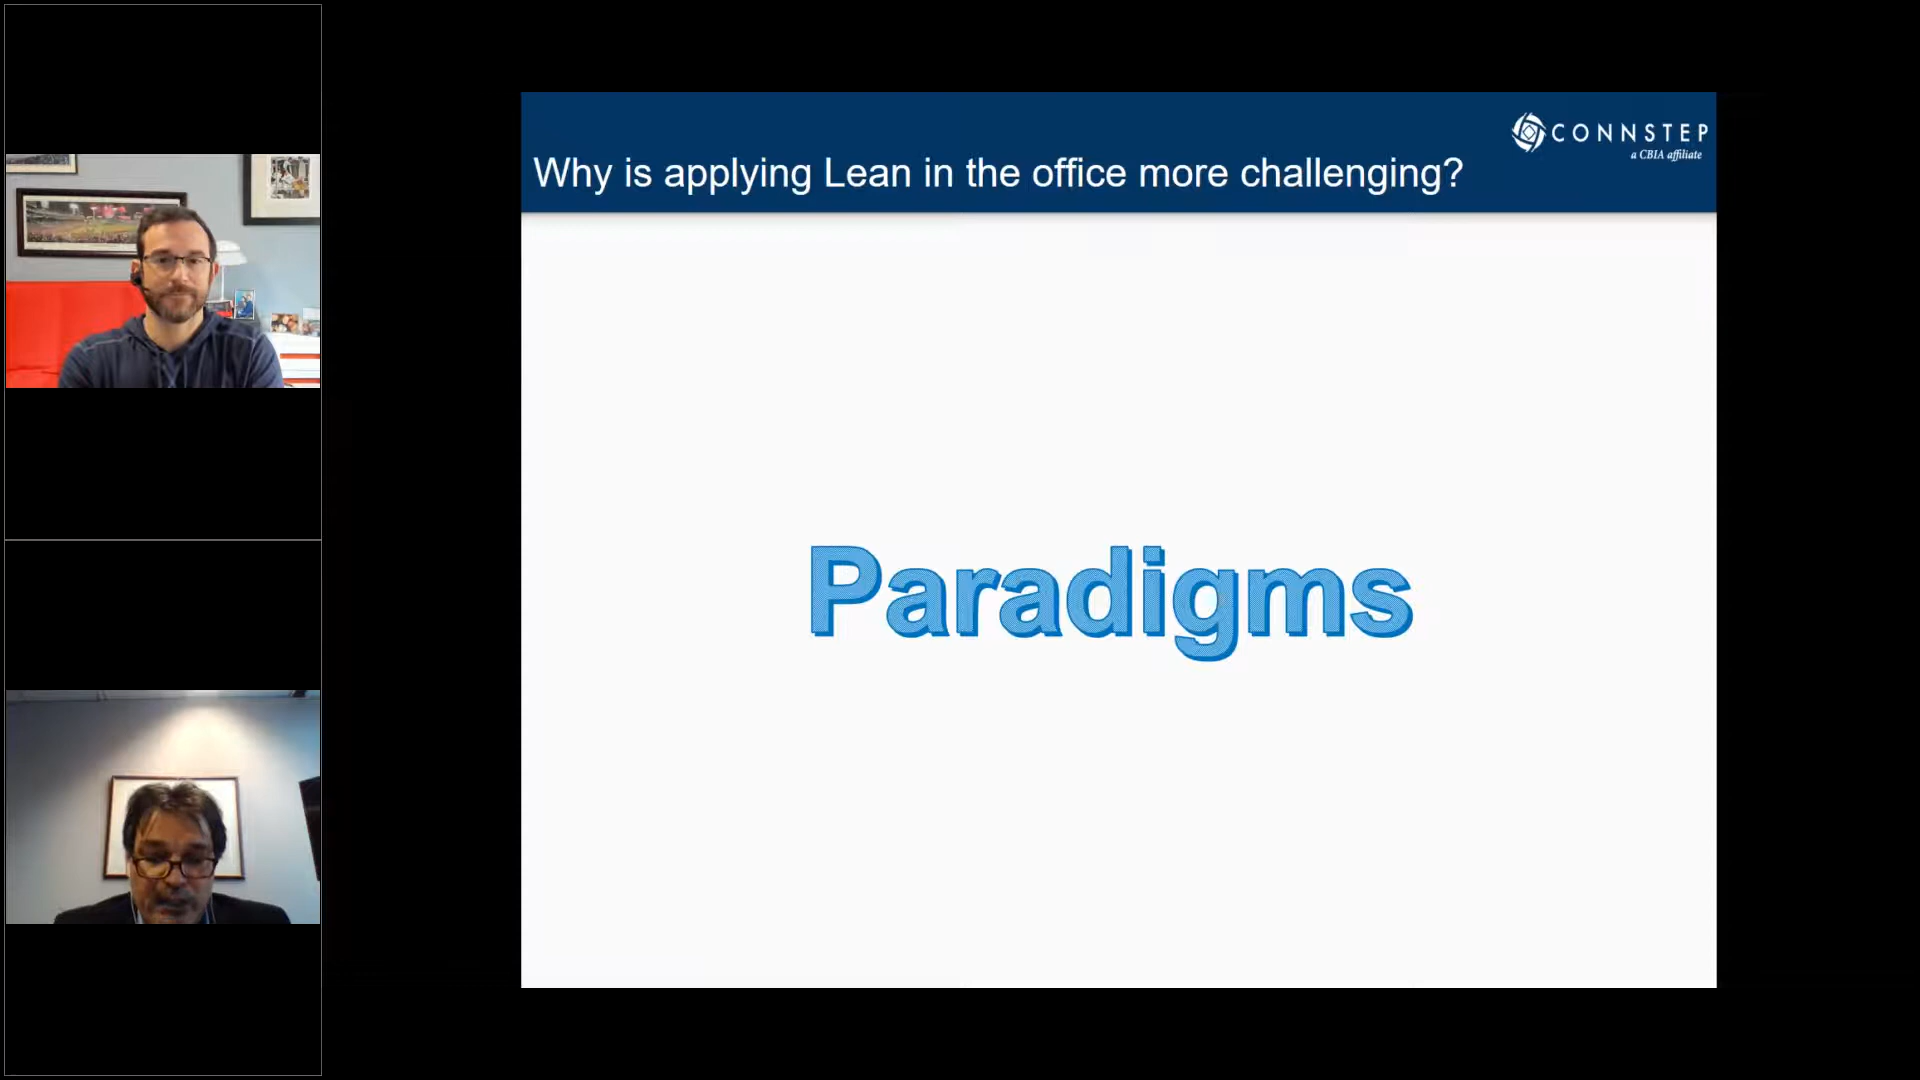 CONNSTEP
a CBIA affiliate
Why is applying Lean in the office more challenging?
Paradigms